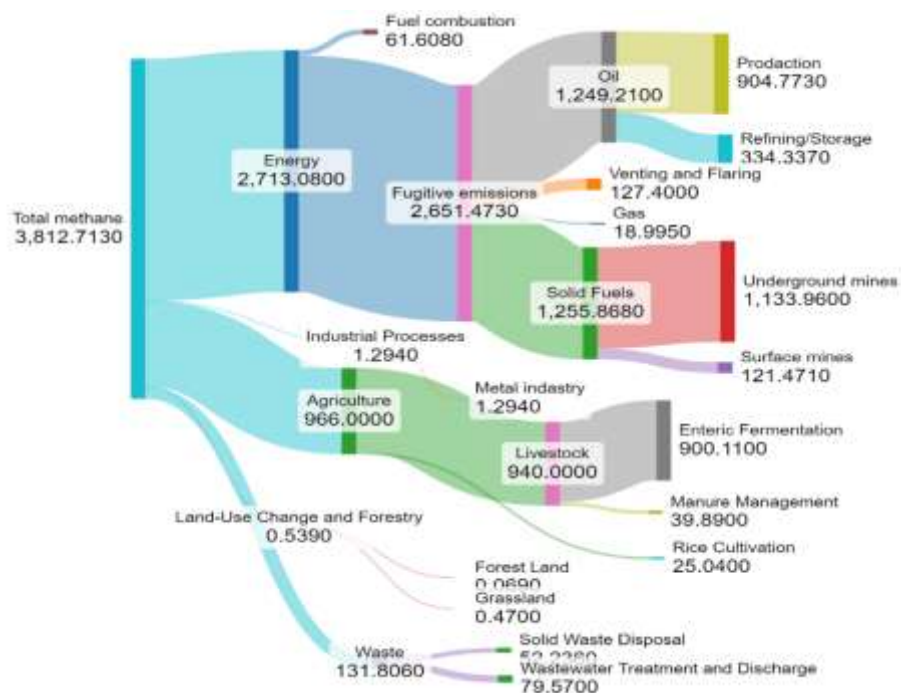 Fuel combustion
61.6080
Oil
1,249.2100
Prodaction
904.7730
Refining/Storage
334.3370
Energy
2,713.0800
Fugitive emissions
2,651.4730
Venting and Flaring
127.4000
Gas
18.9950
Total methane
3,812.7130
Solid Fuels
1,255.8680
Underground mines
1,133.9600
Surface mines
121.4710
Industrial Processes
1.2940
Metal indastry
1.2940
Agriculture
966.0000
Livestock
940.0000
Enteric Fermentation
900.1100
Manure Management
39.8900
Rice Cultivation
25.0400
Land-Use Change and Forestry
0.5390
Forest Land
0.0690
Grassland
0.4700
Waste
131.8060
Solid Waste Disposal
Wastewater Treatment and Discharge
79.5700